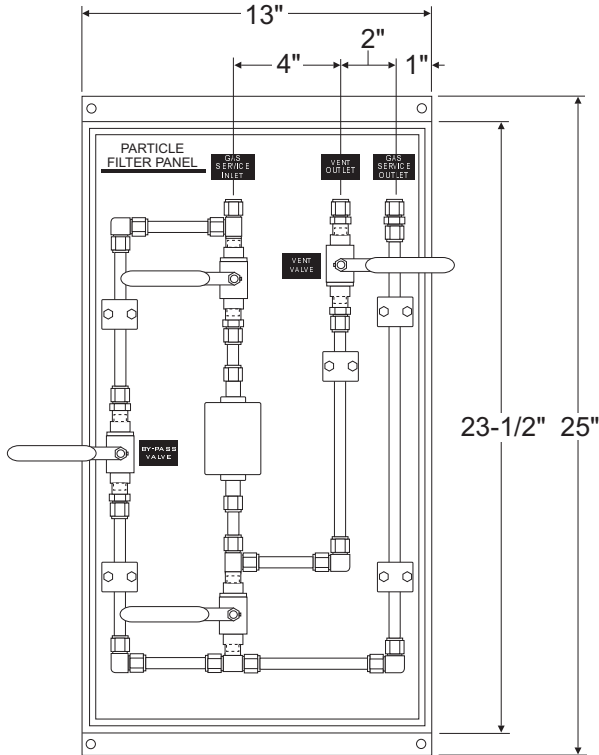 13"
2"
4"
1"
PARTICLE
FILTER PANEL
GAS
SERVICE
INLET
VENT
OUTLET
GAS
SERVICE
OUTLET
VENT
VALVE
23-1/2"
25"
BY-PASS
VALVE